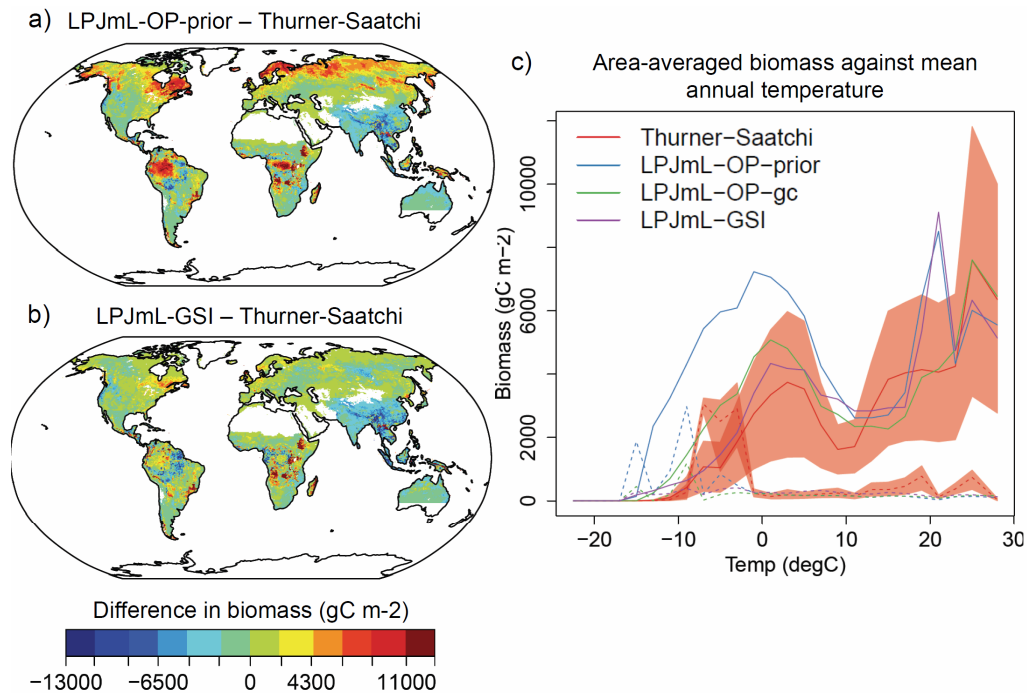 a) LPJmL-OP-prior – Thurner-Saatchi
b) LPJmL-GSI – Thurner-Saatchi
Difference in biomass (gC m-2)
−13000 −6500 0 4300 11000
c) Area-averaged biomass against mean
annual temperature
Thurner−Saatchi
LPJmL−OP−prior
LPJmL−OP−gc
LPJmL−GSI
Biomass (gC m−2)
0 2000 6000 10000
−20 −10 0 10 20 30
Temp (degC)